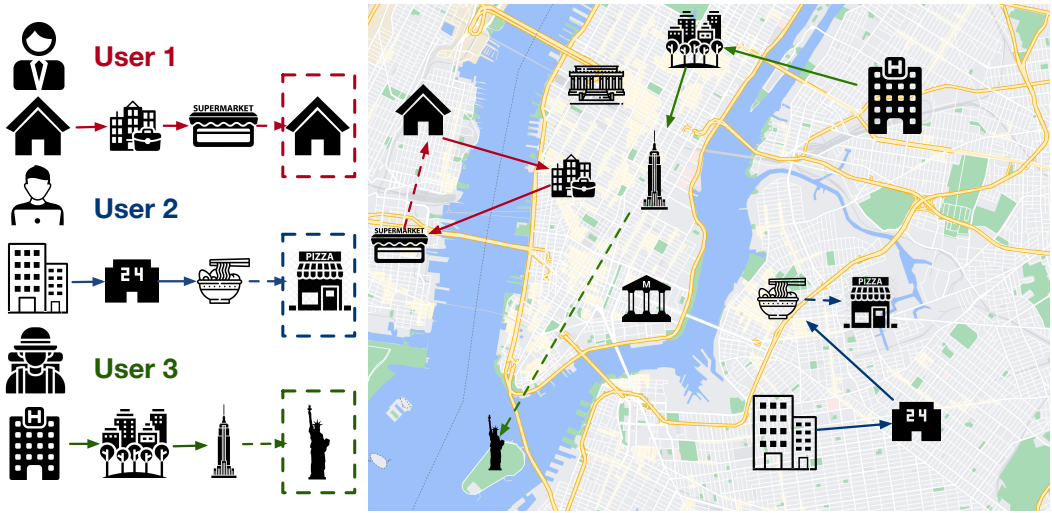 User 1
SUPERMARKET
User 2
24
PIZZA
User 3
H
H
SUPERMARKET
M
PIZZA
24